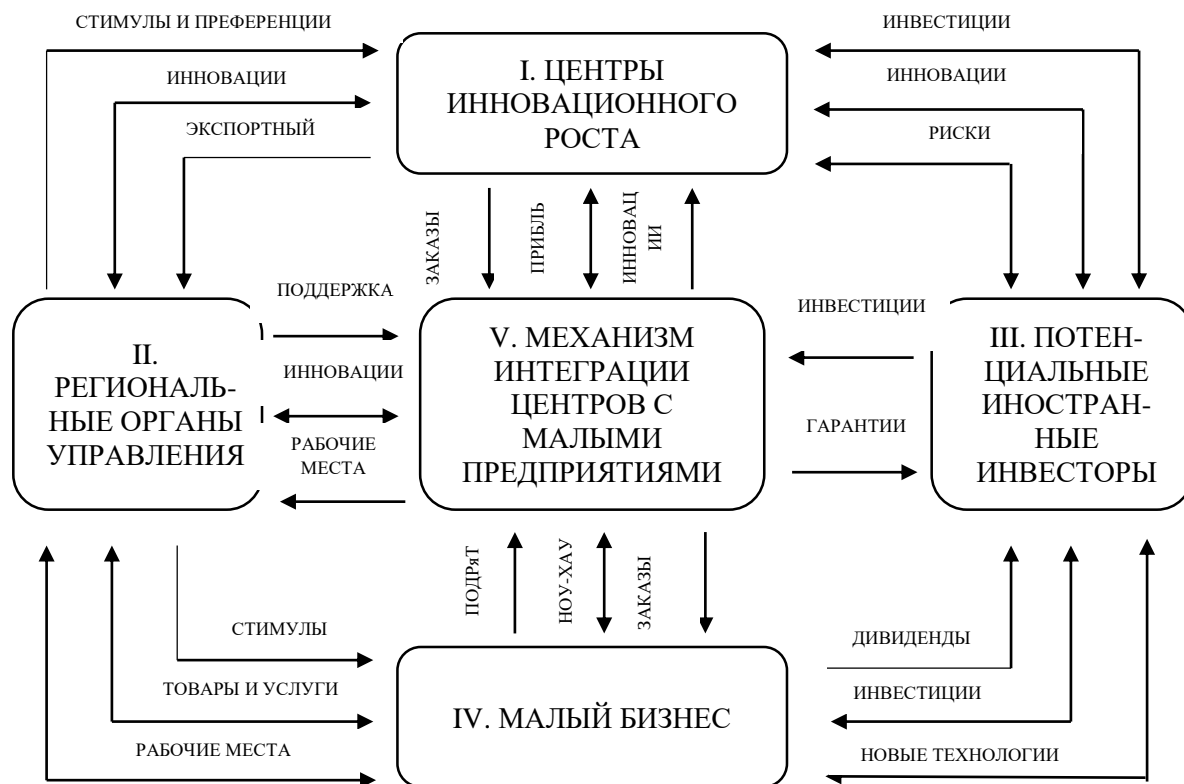 СТИМУЛЫ И ПРЕФЕРЕНЦИИ
ИНВЕСТИЦИИ
ИННОВАЦИИ
ИННОВАЦИИ
ЭКСПОРТНЫЙ
РИСКИ
I. ЦЕНТРЫ
ИННОВАЦИОННОГО
РОСТА
ЗАКАЗЫ
ПРИБЛЬ
ИННОВАЦ
ИИ
ПОДДЕРЖКА
ИННОВАЦИИ
РАБОЧИЕ
МЕСТА
ИНВЕСТИЦИИ
ГАРАНТИИ
II.
РЕГИОНАЛЬ-
НЫЕ ОРГАНЫ
УПРАВЛЕНИЯ
V. МЕХАНИЗМ
ИНТЕГРАЦИИ
ЦЕНТРОВ С
МАЛЫМИ
ПРЕДПРИЯТИЯМИ
III. ПОТЕН-
ЦИАЛЬНЫЕ
ИНОСТРАН-
НЫЕ
ИНВЕСТОРЫ
ПОДРяТ
НОУ-ХАУ
ЗАКАЗЫ
СТИМУЛЫ
ТОВАРЫ И УСЛУГИ
РАБОЧИЕ МЕСТА
IV. МАЛЫЙ БИЗНЕС
ДИВИДЕНДЫ
ИНВЕСТИЦИИ
НОВЫЕ ТЕХНОЛОГИИ